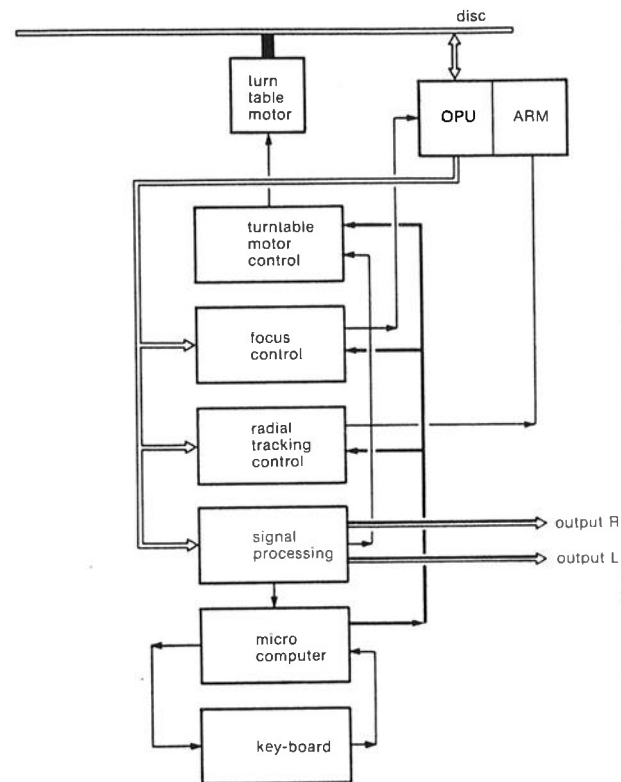 disc
turn
table
motor
OPU ARM
turntable
motor
control
focus
control
radial
tracking
control
signal
processing
output R
output L
micro
computer
key-board